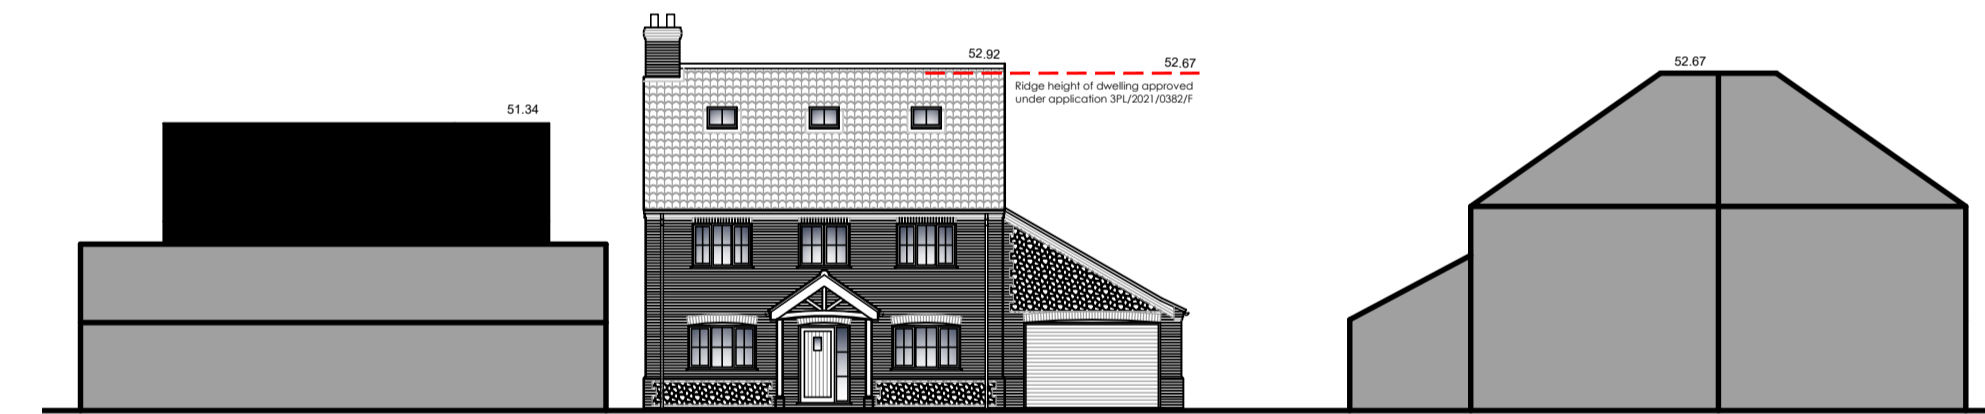 51.34
52.92
52.67
Ridge height of dwelling approved
under application 3PL/2021/0382/F
52.67